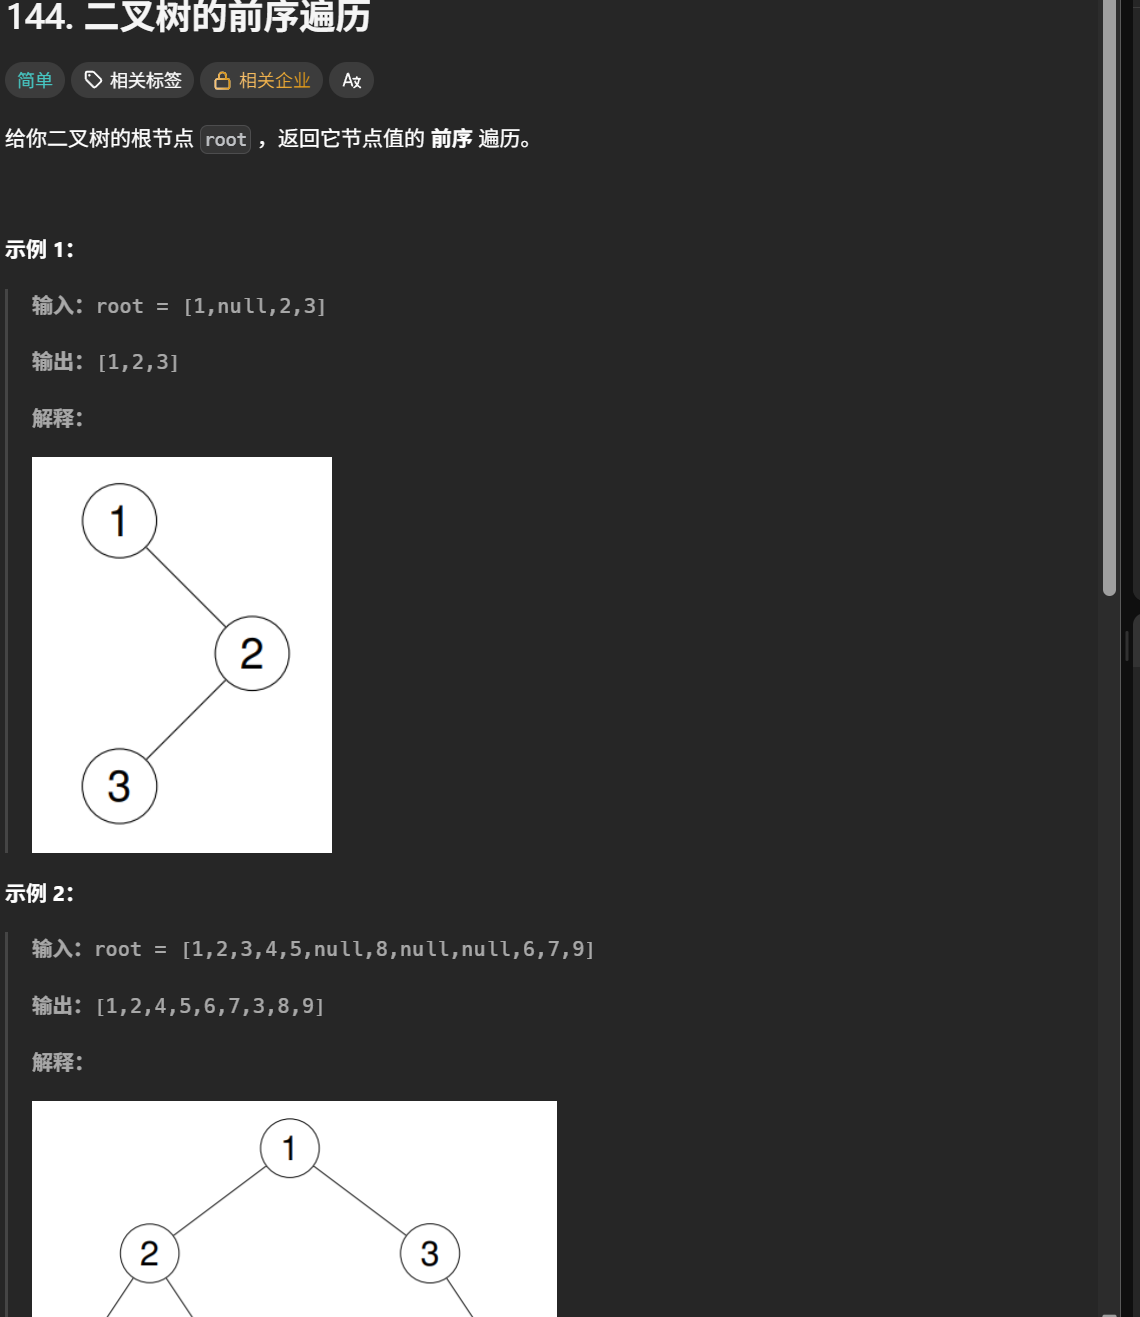 144. 二叉树的前序遍历
简单 相关标签 相关企业 A文
给你二叉树的根节点 root ，返回它节点值的 前序 遍历。
示例 1：
输入：root = [1,null,2,3]
输出：[1,2,3]
解释：
1
2
3
示例 2：
输入：root = [1,2,3,4,5,null,8,null,null,6,7,9]
输出：[1,2,4,5,6,7,3,8,9]
解释：
1
2 3